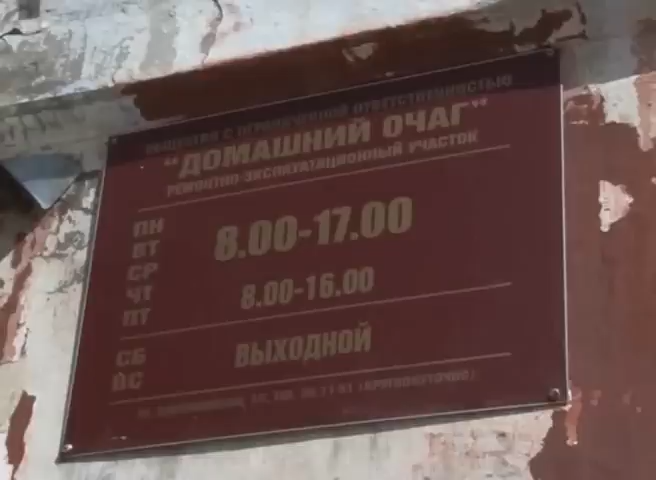 ОБЩЕСТВО С ОГРАНИЧЕННОЙ ОТВЕТСТВЕННОСТЬЮ
"ДОМАШНИЙ ОЧАГ"
РЕМОНТНО-ЭКСПЛУАТАЦИОННЫЙ УЧАСТОК
ПН
ВТ
8.00-17.00
СР
ЧТ
8.00-16.00
ПТ
СБ
ВЫХОДНОЙ
ВС
(КРУГЛОСУТОЧНО)